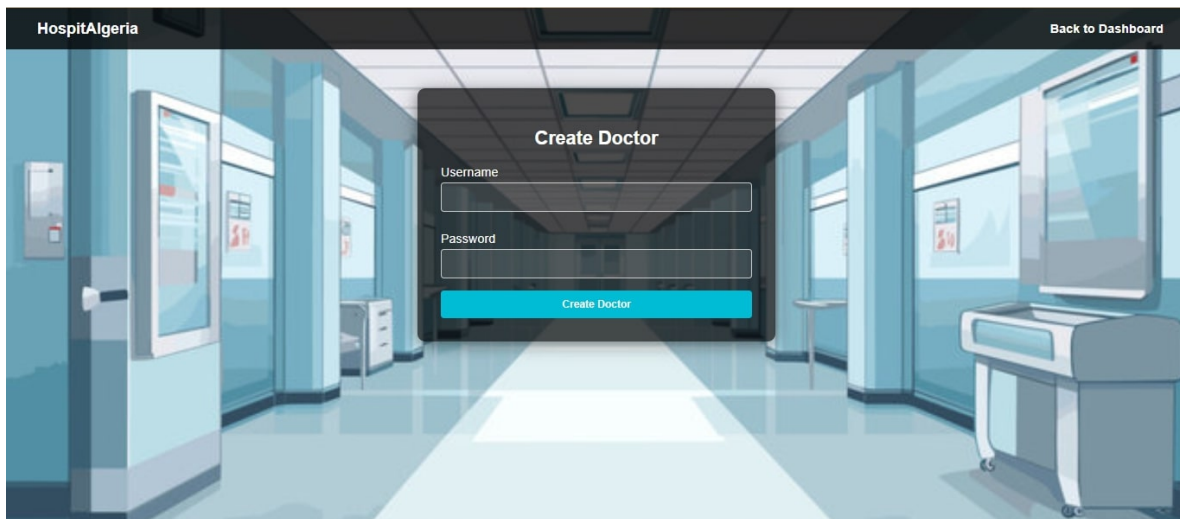 HospitAlgeria
Back to Dashboard
Create Doctor
Username
Password
Create Doctor